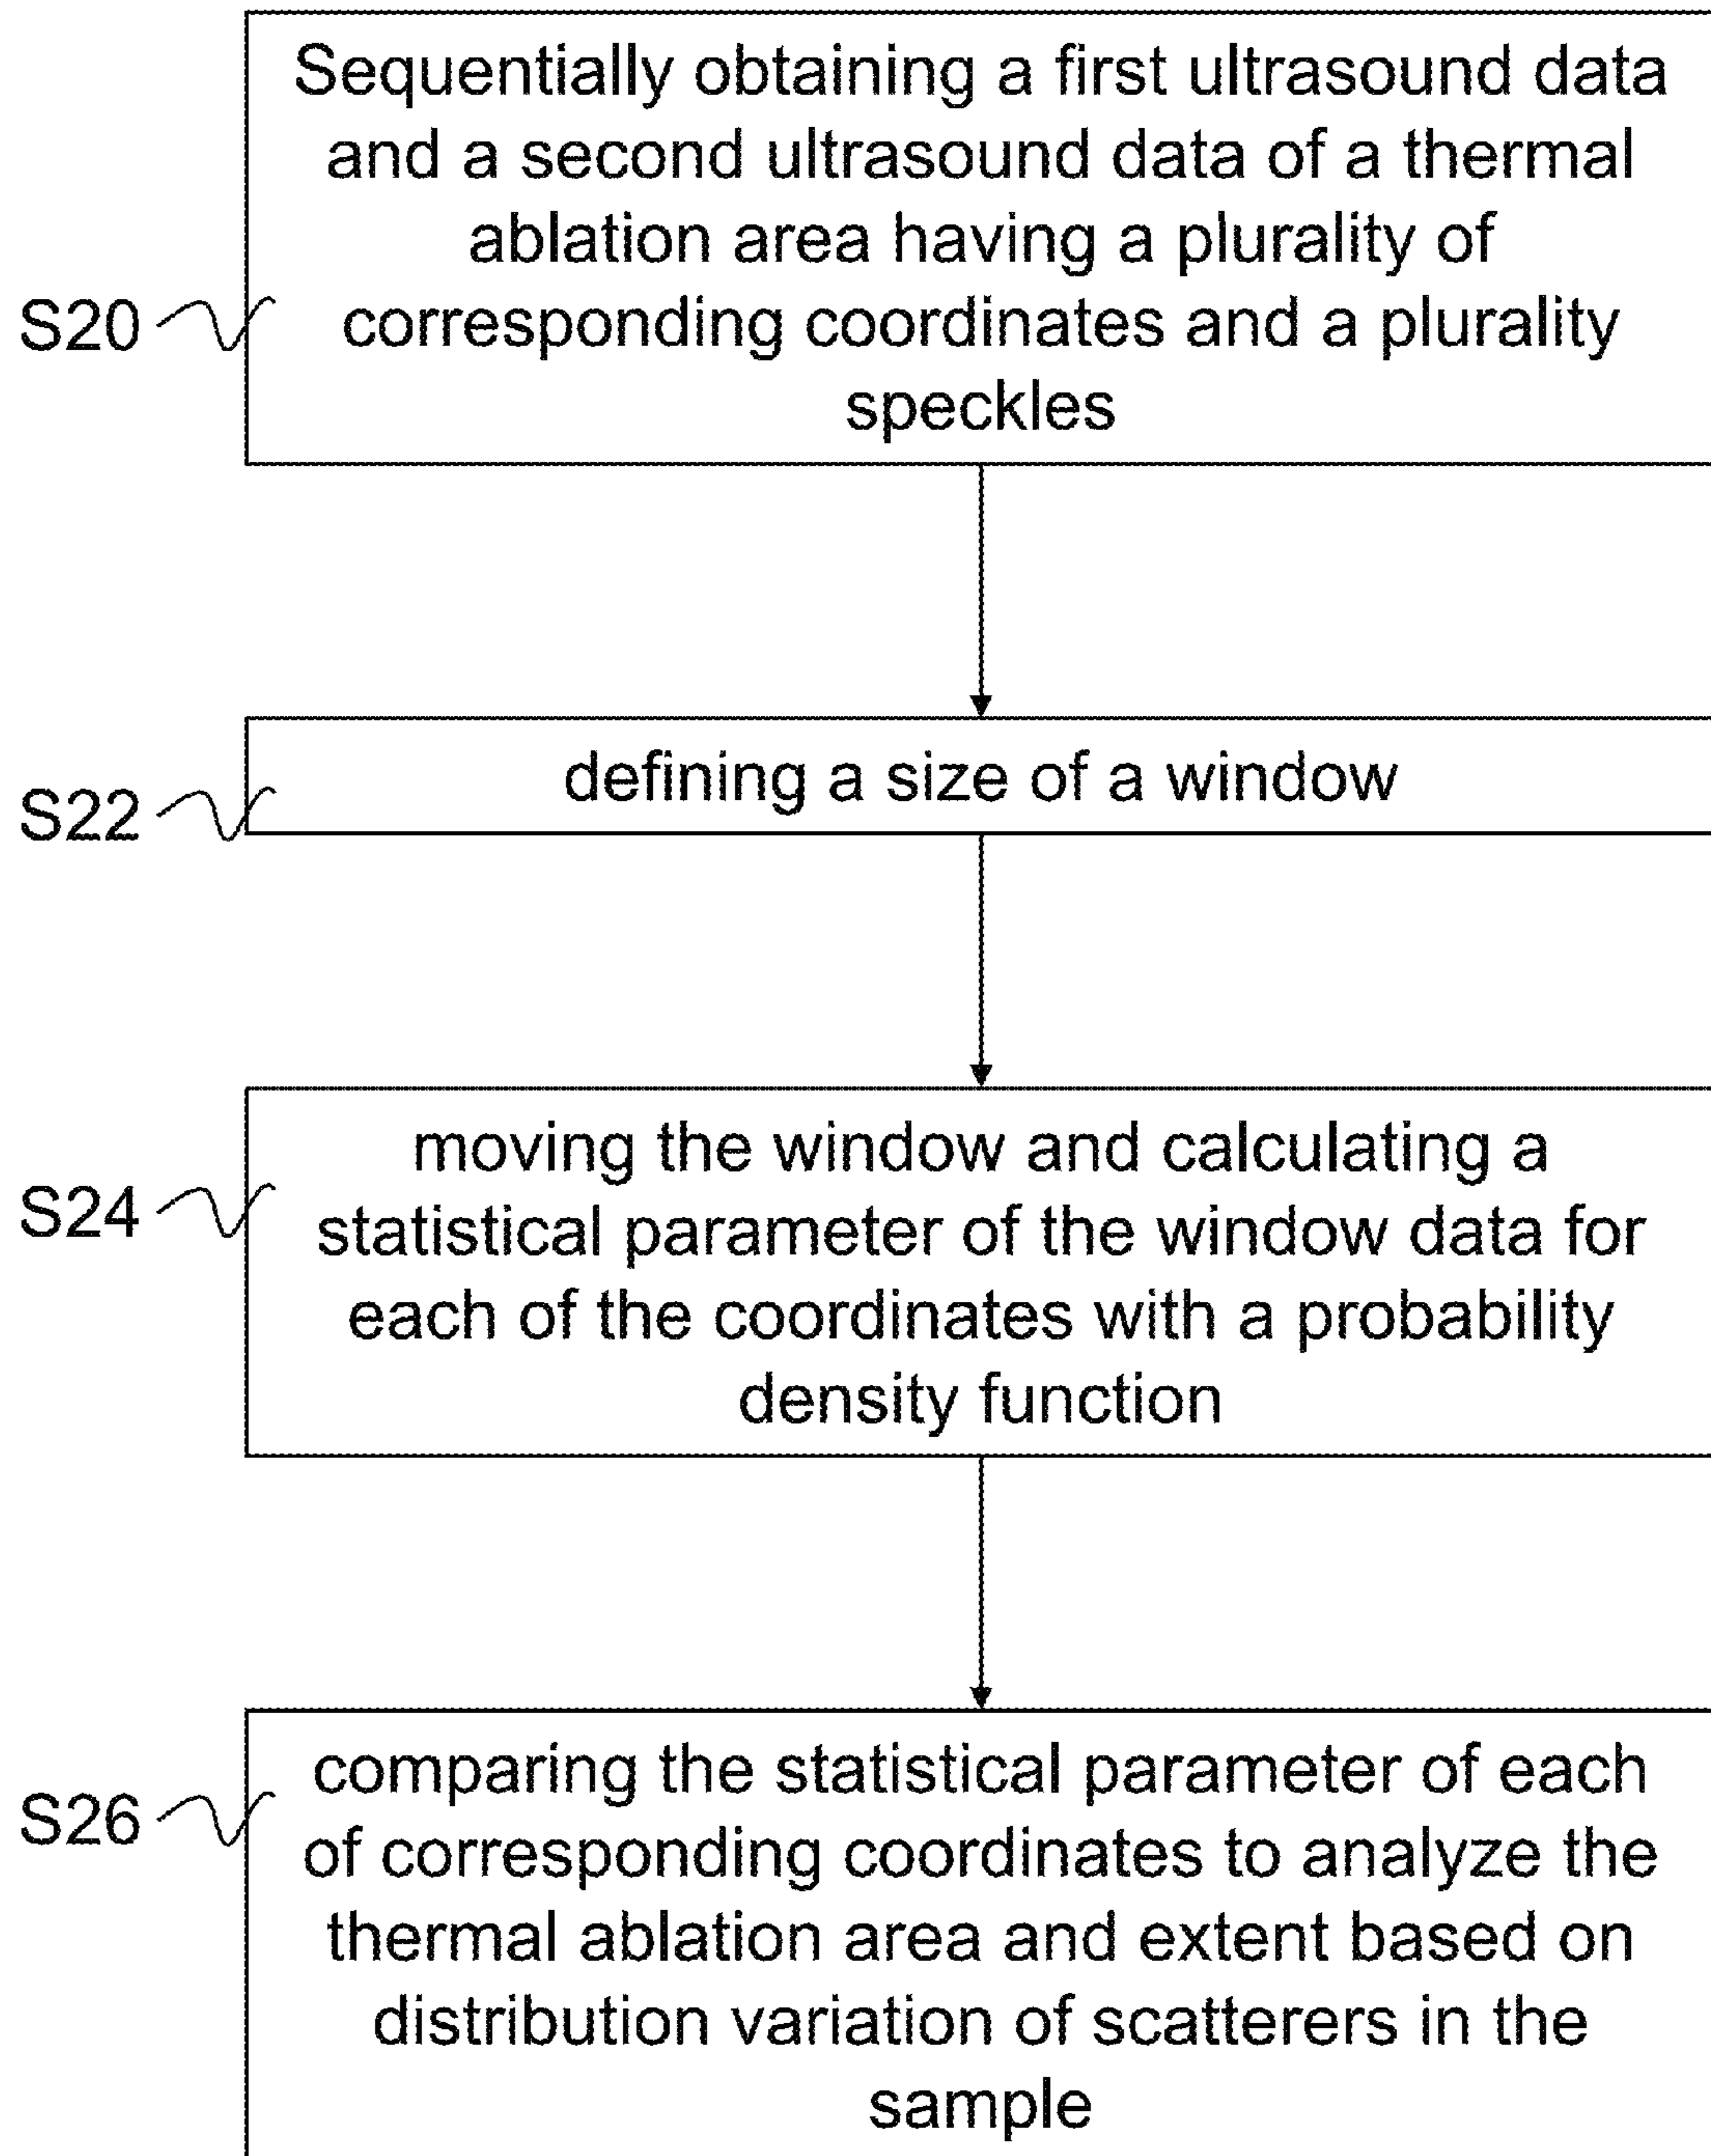 Sequentially obtaining a first ultrasound data
and a second ultrasound data of a thermal
ablation area having a plurality of
S20
corresponding coordinates and a plurality
speckles
defining a size of a window
S22
moving the window and calculating a
S24
statistical parameter of the window data for
each of the coordinates with a probability
density function
comparing the statistical parameter of each
S26
of corresponding coordinates to analyze the
thermal ablation area and extent based on
distribution variation of scatterers in the
sample